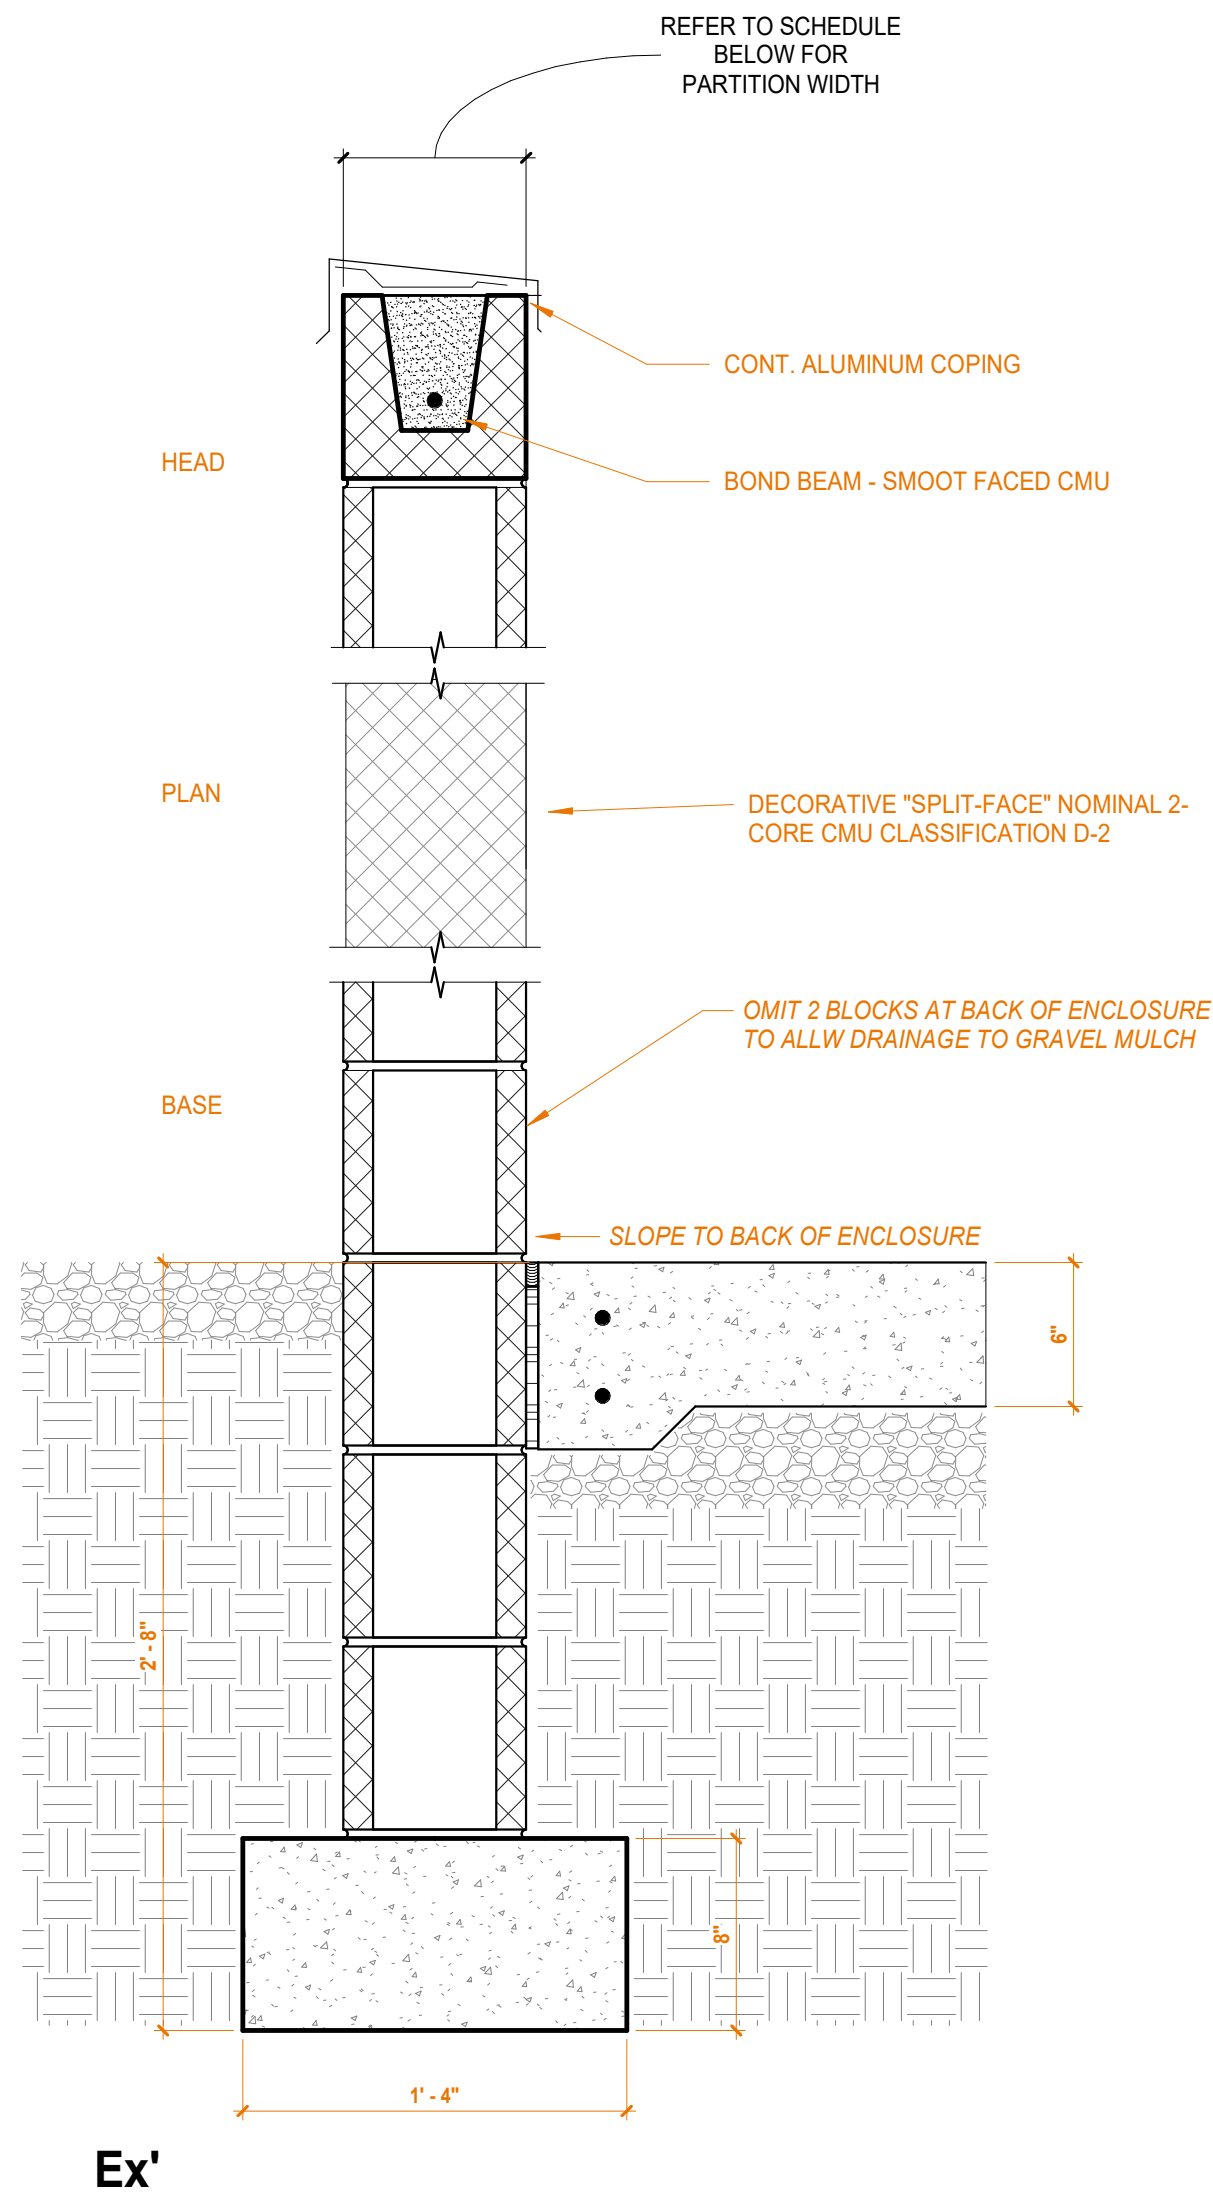 REFER TO SCHEDULE
BELOW FOR
PARTITION WIDTH
CONT. ALUMINUM COPING
HEAD
BOND BEAM - SMOOT FACED CMU
PLAN
DECORATIVE "SPLIT-FACE" NOMINAL 2-
CORE CMU CLASSIFICATION D-2
OMIT 2 BLOCKS AT BACK OF ENCLOSURE
TO ALLW DRAINAGE TO GRAVEL MULCH
BASE
SLOPE TO BACK OF ENCLOSURE
6"
2' - 8"
8"
1' - 4"
Ex'